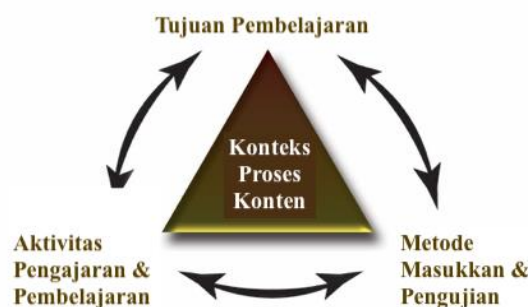 Tujuan Pembelajaran
Konteks
Proses
Konten
Aktivitas
Pengajaran &
Pembelajaran
Metode
Masukkan &
Pengujian